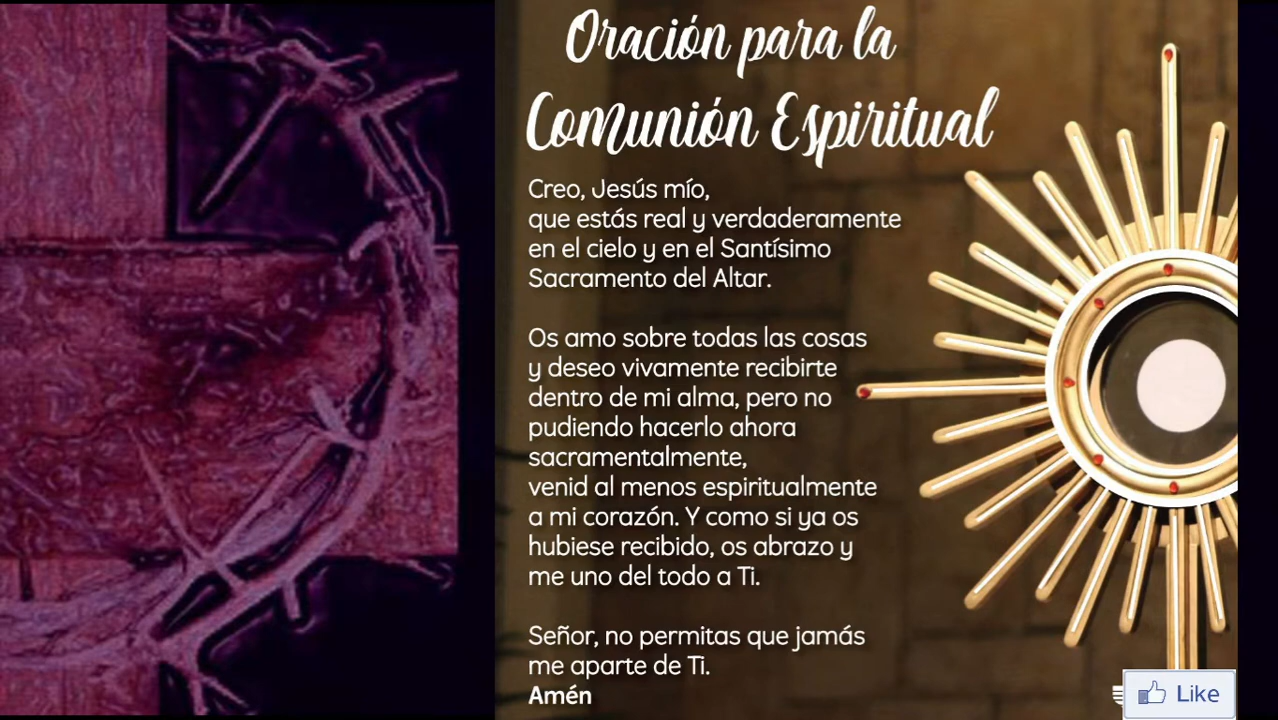 Oración para la
Comunión Espiritual
Creo, Jesús mío,
que estás real y verdaderamente
en el cielo y en el Santísimo
Sacramento del Altar.
Os amo sobre todas las cosas
y deseo vivamente recibirte
dentro de mi alma, pero no
pudiendo hacerlo ahora
sacramentalmente,
venid al menos espiritualmente
a mi corazón. Y como si ya os
hubiese recibido, os abrazo y
me uno del todo a Ti.
Señor, no permitas que jamás
me aparte de Ti.
Amén
Like